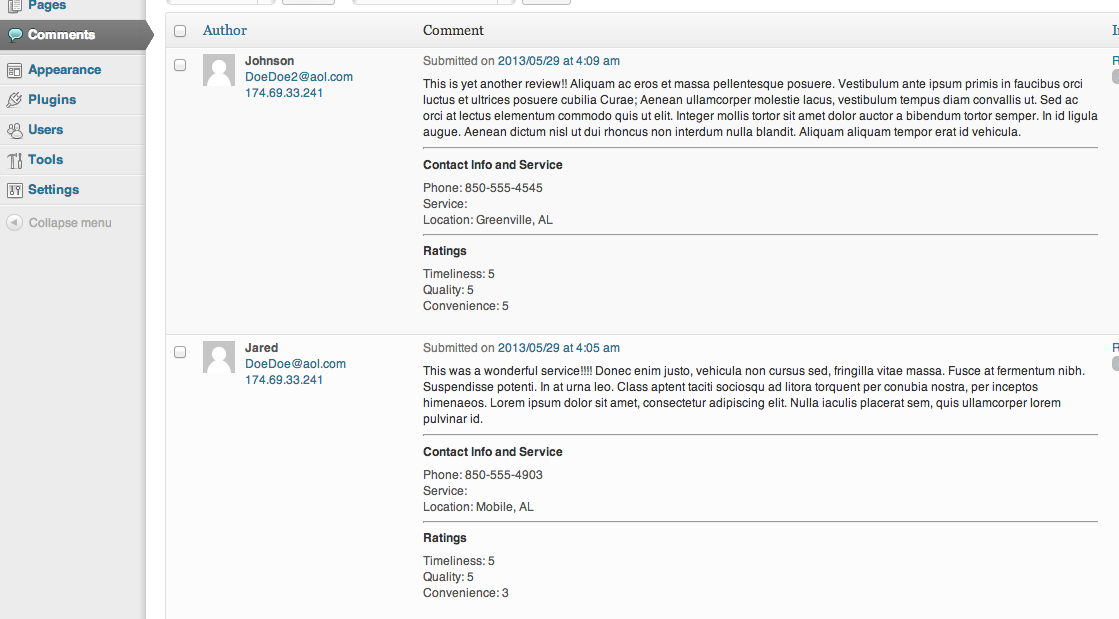 Pages
Comments
Appearance
Plugins
Users
Tools
Settings
Collapse menu
Author
Comment
Johnson
DoeDoe2@aol.com
174.69.33.241
Submitted on 2013/05/29 at 4:09 am
This is yet another review!! Aliquam ac eros et massa pellentesque posuere. Vestibulum ante ipsum primis in faucibus orci
luctus et ultrices posuere cubilia Curae; Aenean ullamcorper molestie lacus, vestibulum tempus diam convallis ut. Sed ac
orci at lectus elementum commodo quis ut elit. Integer mollis tortor sit amet dolor auctor a bibendum tortor semper. In id ligula
augue. Aenean dictum nisl ut dui rhoncus non interdum nulla blandit. Aliquam aliquam tempor erat id vehicula.
Contact Info and Service
Phone: 850-555-4545
Service:
Location: Greenville, AL
Ratings
Timeliness: 5
Quality: 5
Convenience: 5
Jared
DoeDoe@aol.com
174.69.33.241
Submitted on 2013/05/29 at 4:05 am
This was a wonderful service!!!! Donec enim justo, vehicula non cursus sed, fringilla vitae massa. Fusce at fermentum nibh.
Suspendisse potenti. In at urna leo. Class aptent taciti sociosqu ad litora torquent per conubia nostra, per inceptos
himenaeos. Lorem ipsum dolor sit amet, consectetur adipiscing elit. Nulla iaculis placerat sem, quis ullamcorper lorem
pulvinar id.
Contact Info and Service
Phone: 850-555-4903
Service:
Location: Mobile, AL
Ratings
Timeliness: 5
Quality: 5
Convenience: 3